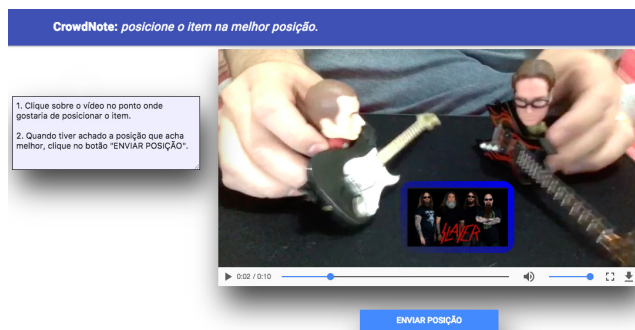 CrowdNote: posicione o item na melhor posição.
1. Clique sobre o vídeo no ponto onde
gostaria de posicionar o item.
2. Quando tiver achado a posição que acha
melhor, clique no botão "ENVIAR POSIÇÃO".
SLAYER
0:02 / 0:10
ENVIAR POSIÇÃO